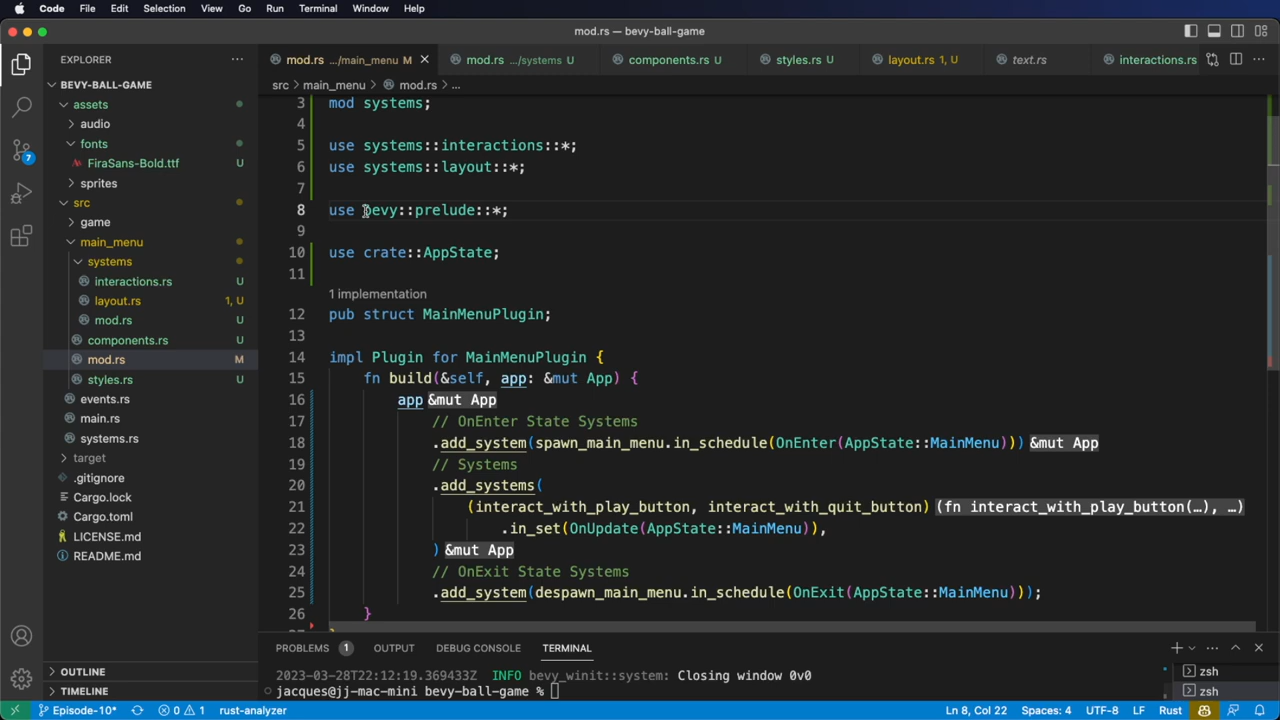 Code File Edit Selection View Go Run Terminal Window Help
mod.rs — bevy-ball-game
EXPLORER
mod.rs .../main_menu M
mod.rs .../systems U
components.rs U
styles.rs U
layout.rs 1, U
text.rs
interactions.rs
BEVY-BALL-GAME
src > main_menu > mod.rs > ...
assets
audio
fonts
FiraSans-Bold.ttf U
sprites
src
game
main_menu
systems
interactions.rs U
layout.rs 1, U
mod.rs U
components.rs U
mod.rs M
styles.rs U
events.rs
main.rs
systems.rs
target
.gitignore
Cargo.lock
Cargo.toml
LICENSE.md
README.md
OUTLINE
TIMELINE
3 mod systems;
4
5 use systems::interactions::*;
6 use systems::layout::*;
7
8 use bevy::prelude::*;
9
10 use crate::AppState;
11
1 implementation
12 pub struct MainMenuPlugin;
13
14 impl Plugin for MainMenuPlugin {
15 fn build(&self, app: &mut App) {
16 app &mut App
17 // OnEnter State Systems
18 .add_system(spawn_main_menu.in_schedule(OnEnter(AppState::MainMenu))) &mut App
19 // Systems
20 .add_systems(
21 (interact_with_play_button, interact_with_quit_button) (fn interact_with_play_button(…), …)
22 .in_set(OnUpdate(AppState::MainMenu)),
23 ) &mut App
24 // OnExit State Systems
25 .add_system(despawn_main_menu.in_schedule(OnExit(AppState::MainMenu)));
26 }
PROBLEMS 1 OUTPUT DEBUG CONSOLE TERMINAL
2023-03-28T22:12:19.369433Z INFO bevy_winit::system: Closing window 0v0
jacques@jj-mac-mini bevy-ball-game %
zsh
zsh
Episode-10* 0 1 rust-analyzer
Ln 8, Col 22 Spaces: 4 UTF-8 LF Rust